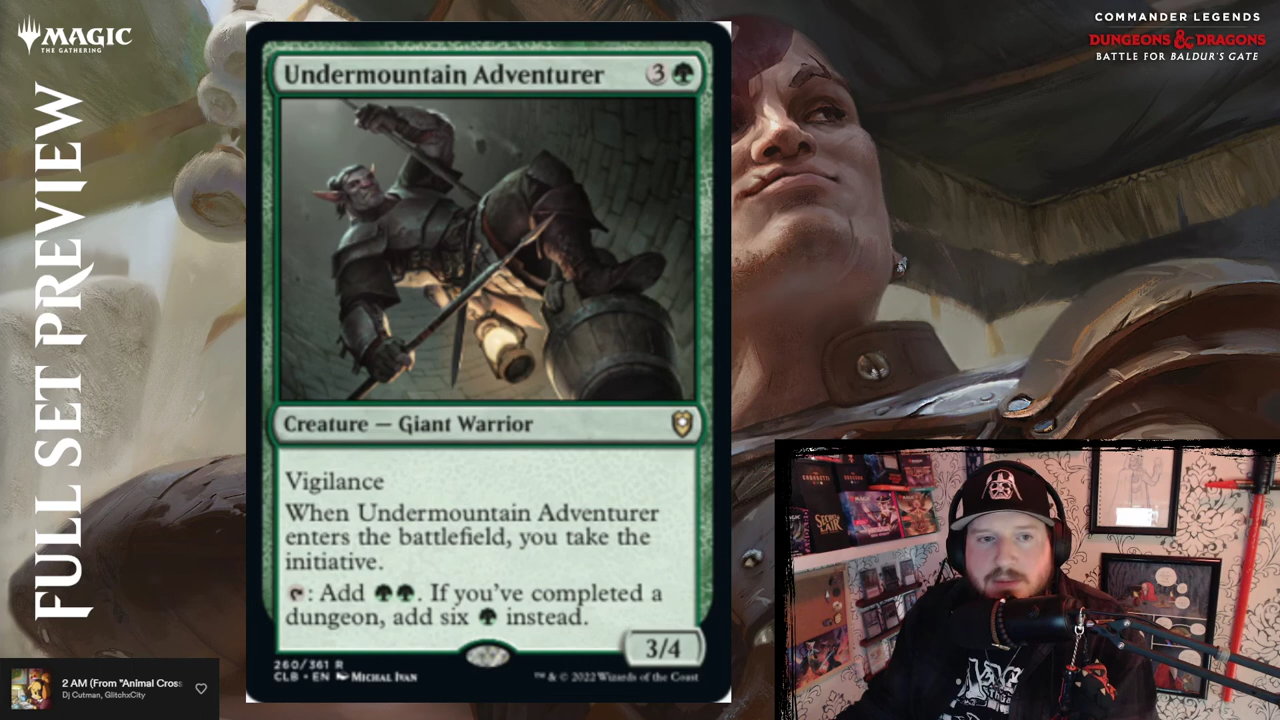 MAGIC
THE GATHERING
FULL SET PREVIEW
COMMANDER LEGENDS
DUNGEONS & DRAGONS
BATTLE FOR BALDUR'S GATE
Undermountain Adventurer 3
Creature — Giant Warrior
Vigilance
When Undermountain Adventurer
enters the battlefield, you take the
initiative.
: Add . If you've completed a
dungeon, add six instead.
3/4
260/361 R
CLB • EN MICHAL IVAN
™ & © 2022 Wizards of the Coast
2 AM (From "Animal Cross
Dj Cutman, GlitchxCity
SECRET LAIR